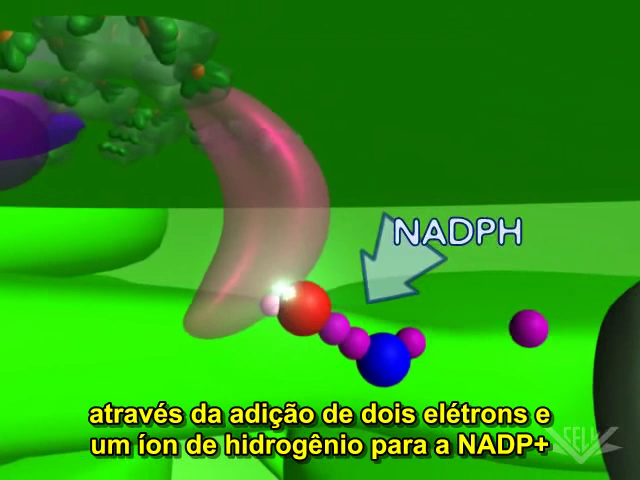 NADPH
através da adição de dois elétrons e
um íon de hidrogênio para a NADP+